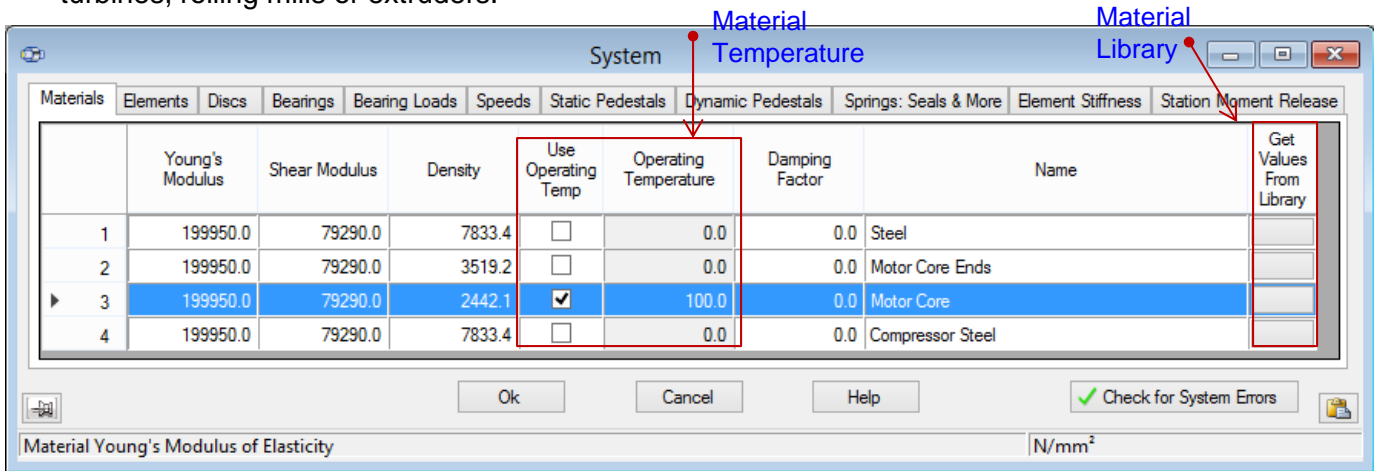 turbines, rolling mills or extruders.
Material
Temperature
Material
Library
System
Materials Elements Discs Bearings Bearing Loads Speeds Static Pedestals Dynamic Pedestals Springs: Seals & More Element Stiffness Station Moment Release
Young's Modulus Shear Modulus Density Use Operating Temp Operating Temperature Damping Factor Name Get Values From Library
1 199950.0 79290.0 7833.4 0.0 0.0 Steel
2 199950.0 79290.0 3519.2 0.0 0.0 Motor Core Ends
3 199950.0 79290.0 2442.1 100.0 0.0 Motor Core
4 199950.0 79290.0 7833.4 0.0 0.0 Compressor Steel
Ok Cancel Help Check for System Errors
Material Young's Modulus of Elasticity N/mm²